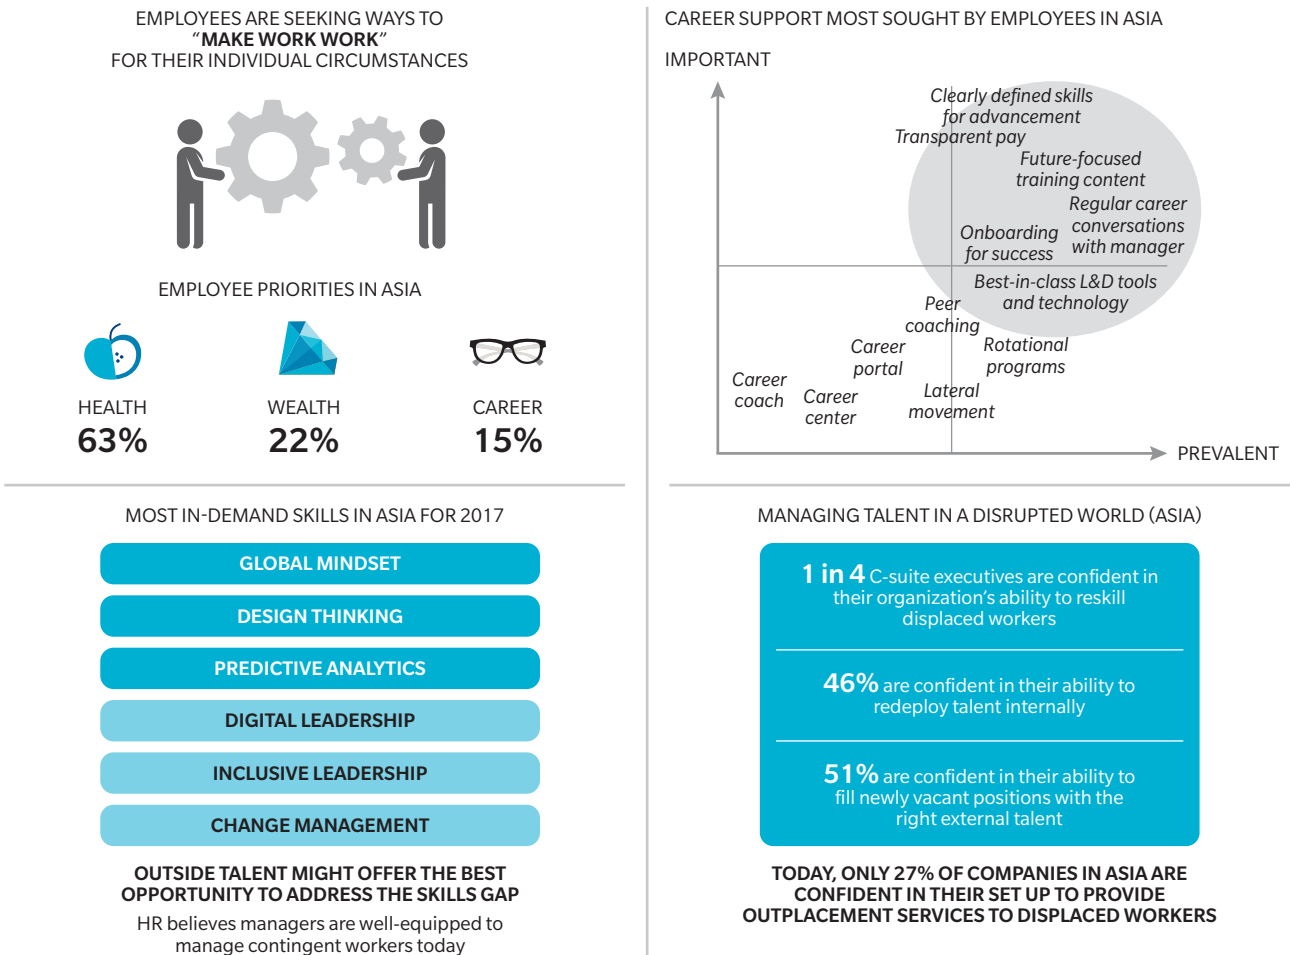 EMPLOYEES ARE SEEKING WAYS TO
“MAKE WORK WORK”
FOR THEIR INDIVIDUAL CIRCUMSTANCES
EMPLOYEE PRIORITIES IN ASIA
HEALTH
63%
WEALTH
22%
CAREER
15%
CAREER SUPPORT MOST SOUGHT BY EMPLOYEES IN ASIA
IMPORTANT
Clearly defined skills
for advancement
Transparent pay
Future-focused
training content
Regular career
conversations
with manager
Onboarding
for success
Best-in-class L&D tools
and technology
Peer
coaching
Rotational
programs
Career
portal
Career
coach
Career
center
Lateral
movement
PREVALENT
MOST IN-DEMAND SKILLS IN ASIA FOR 2017
GLOBAL MINDSET
DESIGN THINKING
PREDICTIVE ANALYTICS
DIGITAL LEADERSHIP
INCLUSIVE LEADERSHIP
CHANGE MANAGEMENT
OUTSIDE TALENT MIGHT OFFER THE BEST
OPPORTUNITY TO ADDRESS THE SKILLS GAP
HR believes managers are well-equipped to
manage contingent workers today
MANAGING TALENT IN A DISRUPTED WORLD (ASIA)
1 in 4 C-suite executives are confident in
their organization’s ability to reskill
displaced workers
46% are confident in their ability to
redeploy talent internally
51% are confident in their ability to
fill newly vacant positions with the
right external talent
TODAY, ONLY 27% OF COMPANIES IN ASIA ARE
CONFIDENT IN THEIR SET UP TO PROVIDE
OUTPLACEMENT SERVICES TO DISPLACED WORKERS